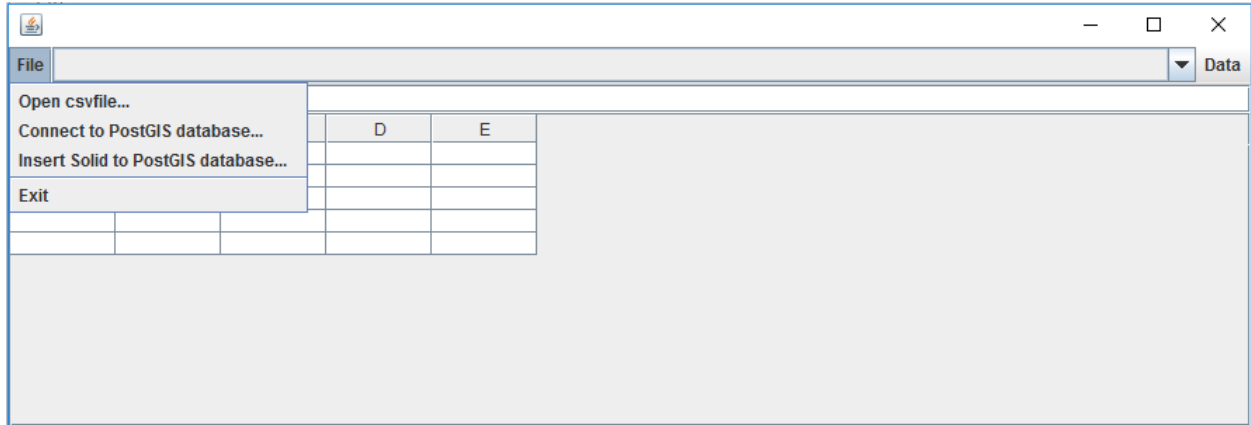 File Data
Open csvfile...
Connect to PostGIS database...
D E
Insert Solid to PostGIS database...
Exit